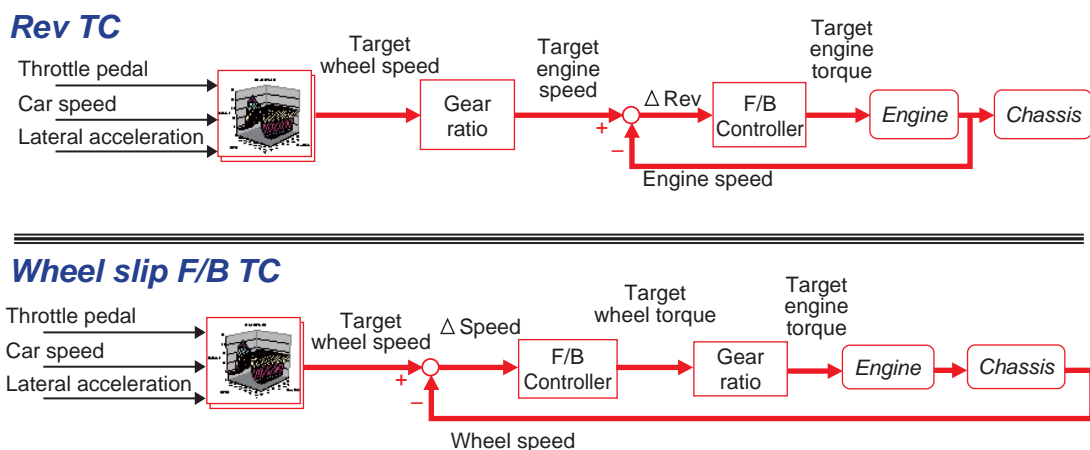 Rev TC
Throttle pedal
Car speed
Lateral acceleration
Target
wheel speed
Gear
ratio
Target
engine
speed
+
−
Δ Rev
F/B
Controller
Target
engine
torque
Engine
Chassis
Engine speed
Wheel slip F/B TC
Throttle pedal
Car speed
Lateral acceleration
Target
wheel speed
+
−
Δ Speed
F/B
Controller
Target
wheel torque
Gear
ratio
Target
engine
torque
Engine
Chassis
Wheel speed